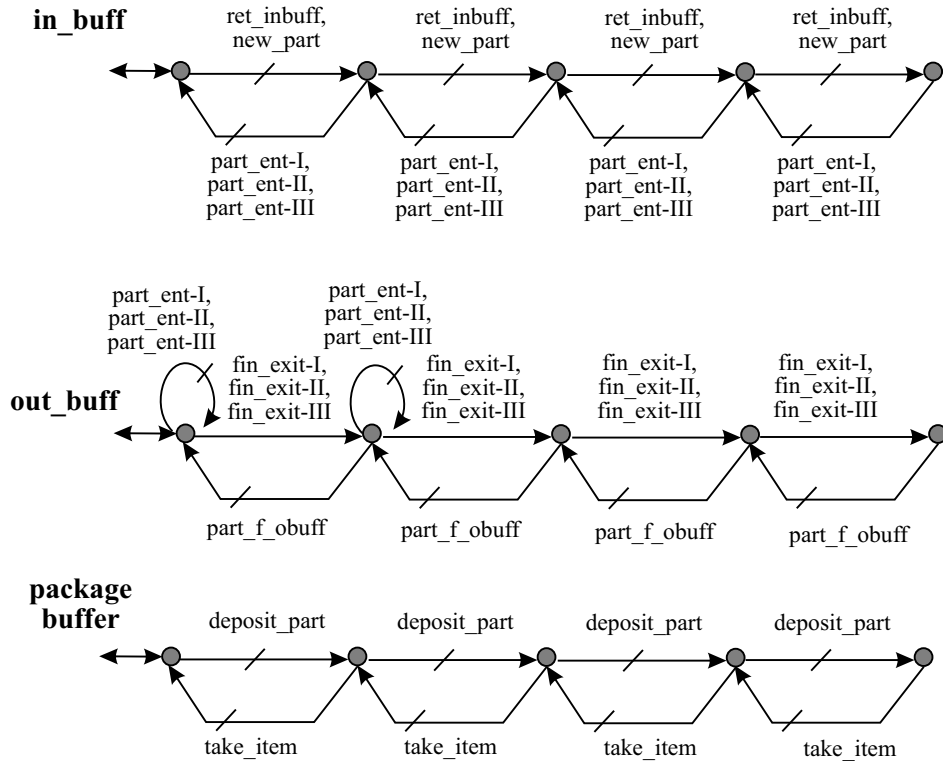 in_buff
ret_inbuff,
new_part
ret_inbuff,
new_part
ret_inbuff,
new_part
ret_inbuff,
new_part
part_ent-I,
part_ent-II,
part_ent-III
part_ent-I,
part_ent-II,
part_ent-III
part_ent-I,
part_ent-II,
part_ent-III
part_ent-I,
part_ent-II,
part_ent-III
out_buff
part_ent-I,
part_ent-II,
part_ent-III
fin_exit-I,
fin_exit-II,
fin_exit-III
part_ent-I,
part_ent-II,
part_ent-III
fin_exit-I,
fin_exit-II,
fin_exit-III
fin_exit-I,
fin_exit-II,
fin_exit-III
fin_exit-I,
fin_exit-II,
fin_exit-III
part_f_obuff
part_f_obuff
part_f_obuff
part_f_obuff
package
buffer
deposit_part
deposit_part
deposit_part
deposit_part
take_item
take_item
take_item
take_item